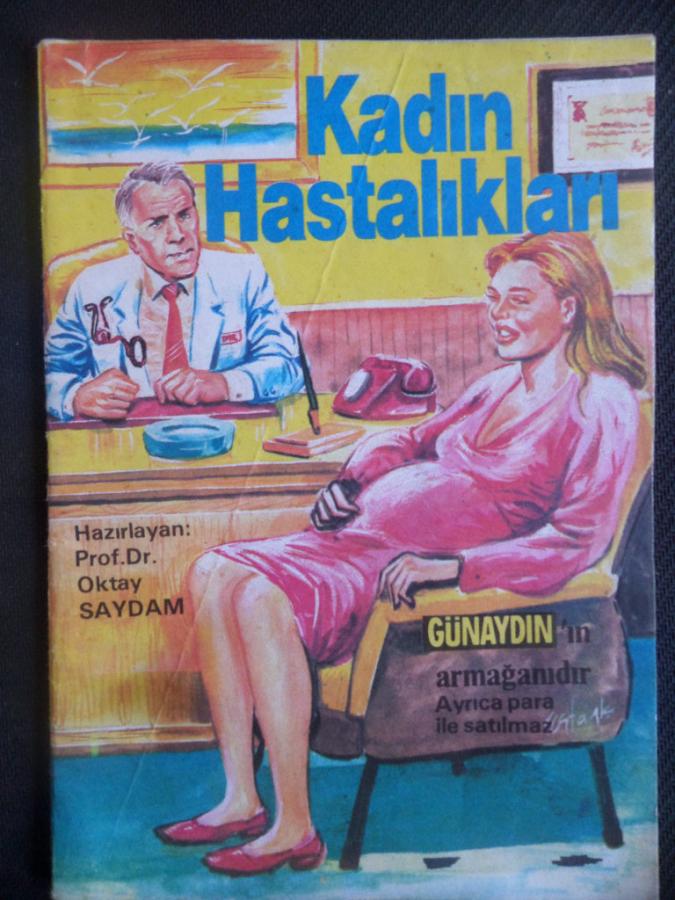 Kadın
Hastalıkları
Hazırlayan:
Prof.Dr.
Oktay
SAYDAM
GÜNAYDIN'ın
armağanıdır
Ayrıca para
ile satılmaz